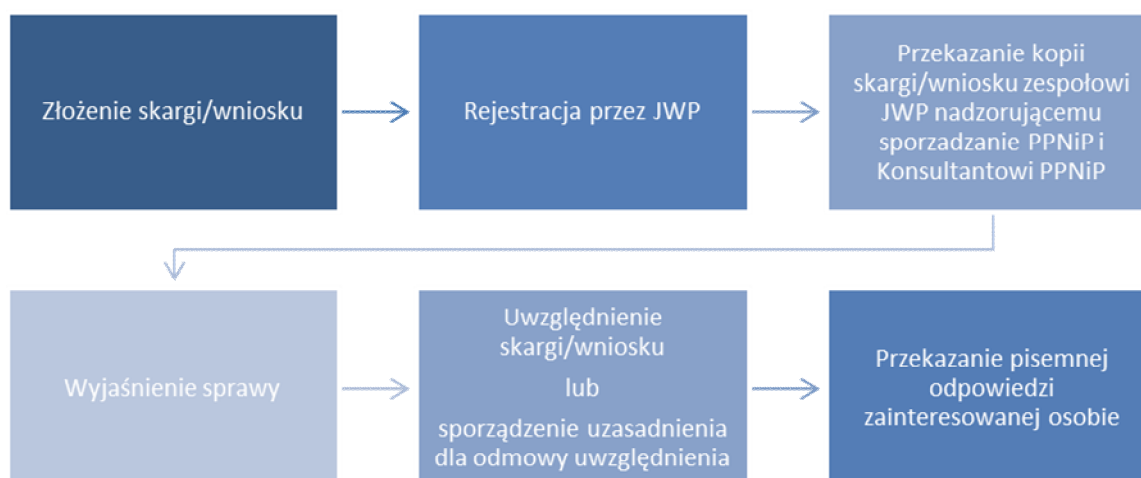 Złożenie skargi/wniosku
Rejestracja przez JWP
Przekazanie kopii
skargi/wniosku zespołowi
JWP nadzorującemu
sporzadzanie PPNiP i
Konsultantowi PPNiP
Wyjaśnienie sprawy
Uwzględnienie
skargi/wniosku
lub
sporządzenie uzasadnienia
dla odmowy uwzględnienia
Przekazanie pisemnej
odpowiedzi
zainteresowanej osobie